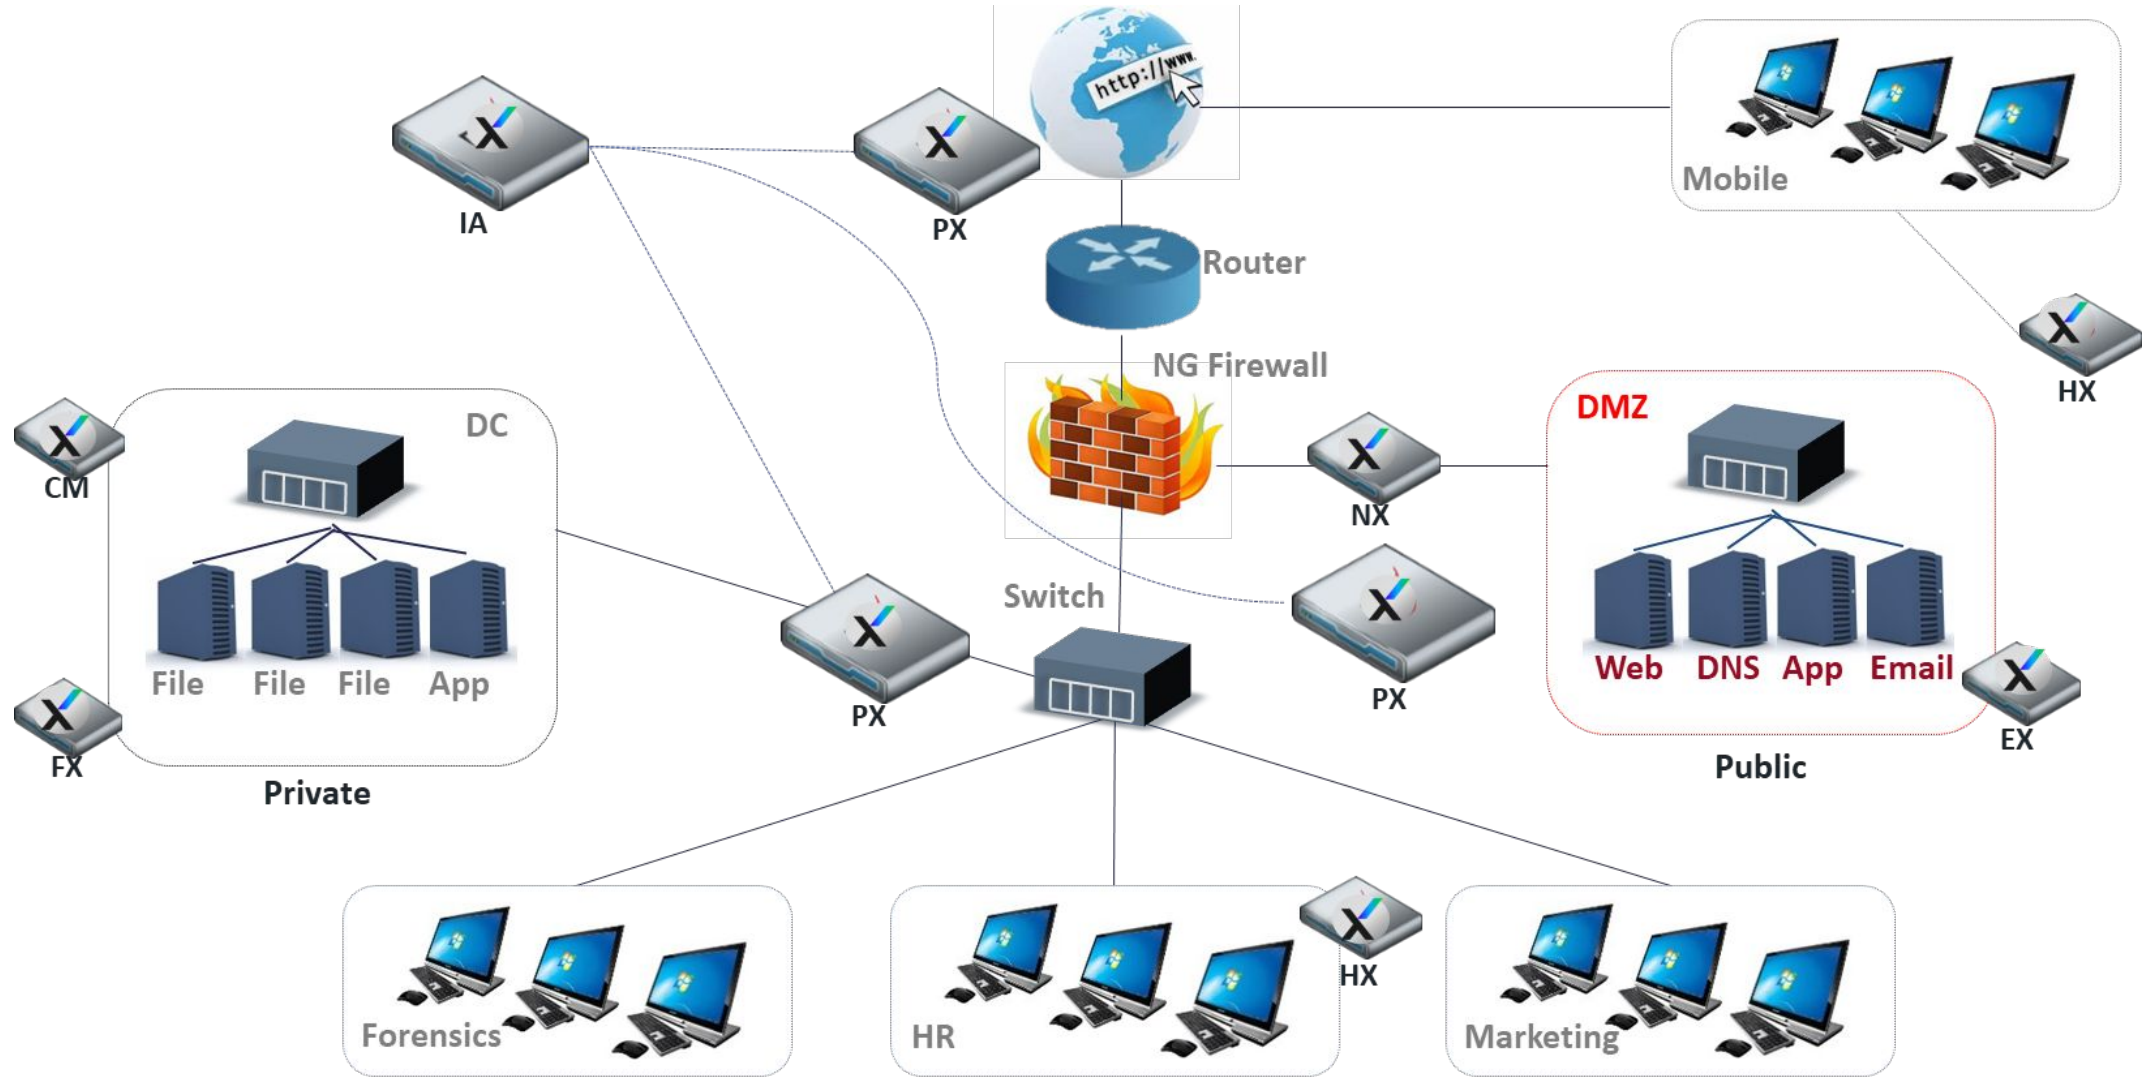 http://www.
Mobile
IA
PX
Router
HX
NG Firewall
DMZ
DC
CM
NX
Switch
File
File
File
App
Web
DNS
App
Email
PX
PX
EX
FX
Private
Public
Forensics
HR
HX
Marketing